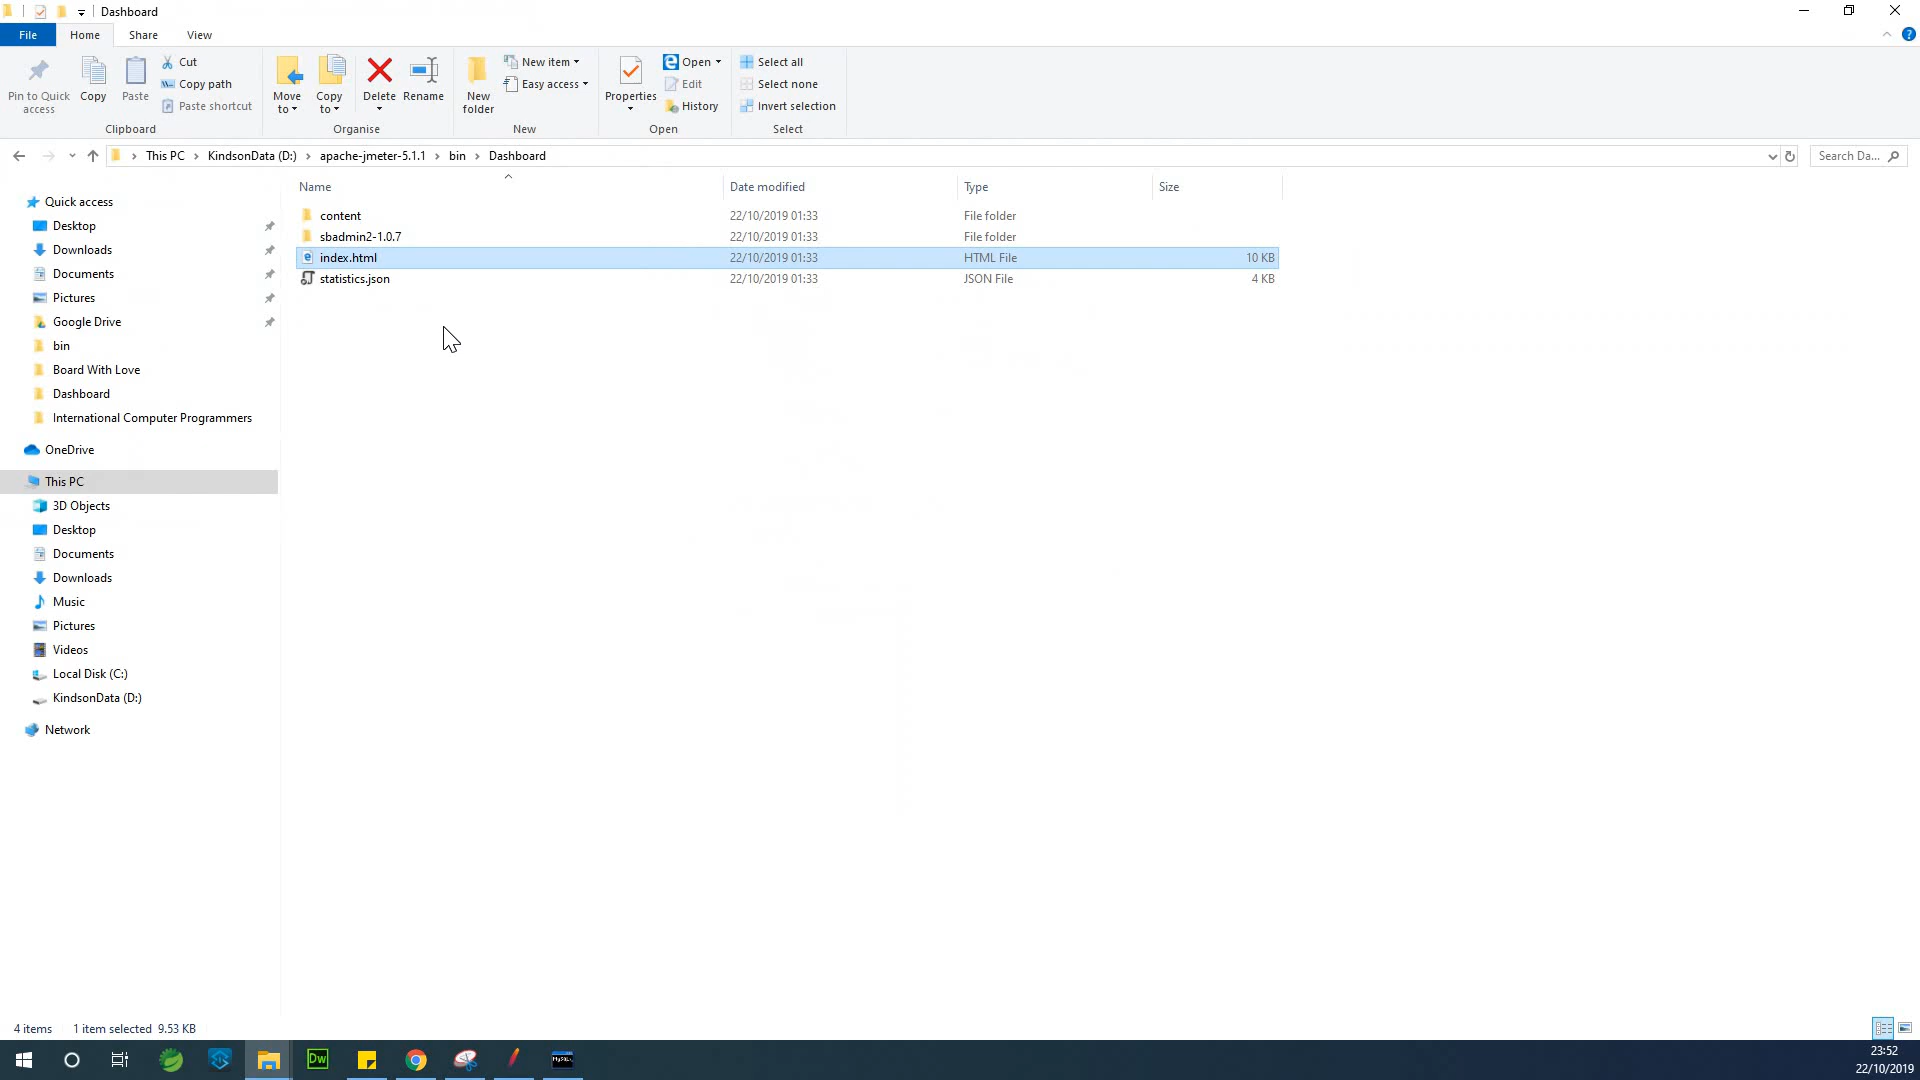 Dashboard
File Home Share View
Pin to Quick access
Copy
Paste
Cut
Copy path
Paste shortcut
Clipboard
Move to
Copy to
Delete
Rename
Organise
New folder
New item
Easy access
New
Properties
Open
Edit
History
Open
Select all
Select none
Invert selection
Select
This PC > KindsonData (D:) > apache-jmeter-5.1.1 > bin > Dashboard
Search Da...
Name Date modified Type Size
content 22/10/2019 01:33 File folder
sbadmin2-1.0.7 22/10/2019 01:33 File folder
index.html 22/10/2019 01:33 HTML File 10 KB
statistics.json 22/10/2019 01:33 JSON File 4 KB
Quick access
Desktop
Downloads
Documents
Pictures
Google Drive
bin
Board With Love
Dashboard
International Computer Programmers
OneDrive
This PC
3D Objects
Desktop
Documents
Downloads
Music
Pictures
Videos
Local Disk (C:)
KindsonData (D:)
Network
4 items 1 item selected 9.53 KB
Dw
MySQL
23:52
22/10/2019